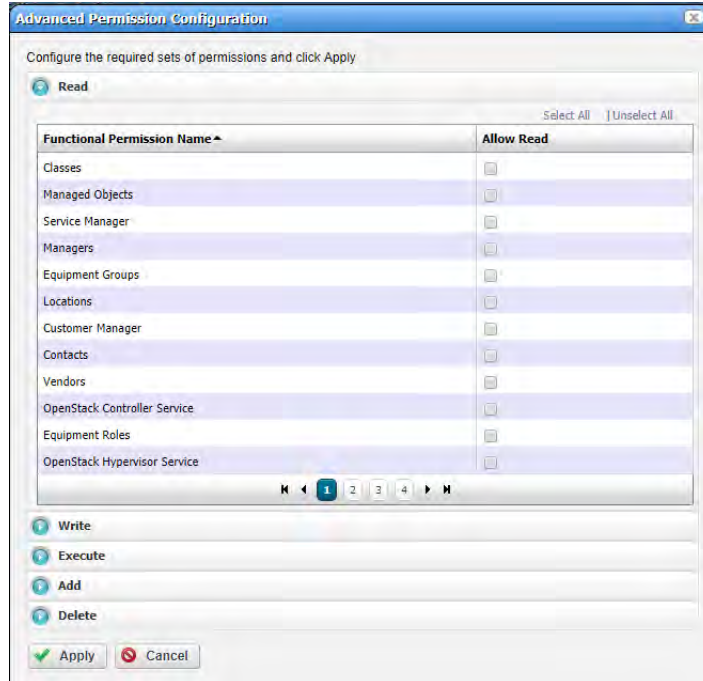 Advanced Permission Configuration
Configure the required sets of permissions and click Apply
Read
Select All | Unselect All
Functional Permission Name Allow Read
Classes
Managed Objects
Service Manager
Managers
Equipment Groups
Locations
Customer Manager
Contacts
Vendors
OpenStack Controller Service
Equipment Roles
OpenStack Hypervisor Service
1 2 3 4
Write
Execute
Add
Delete
Apply Cancel